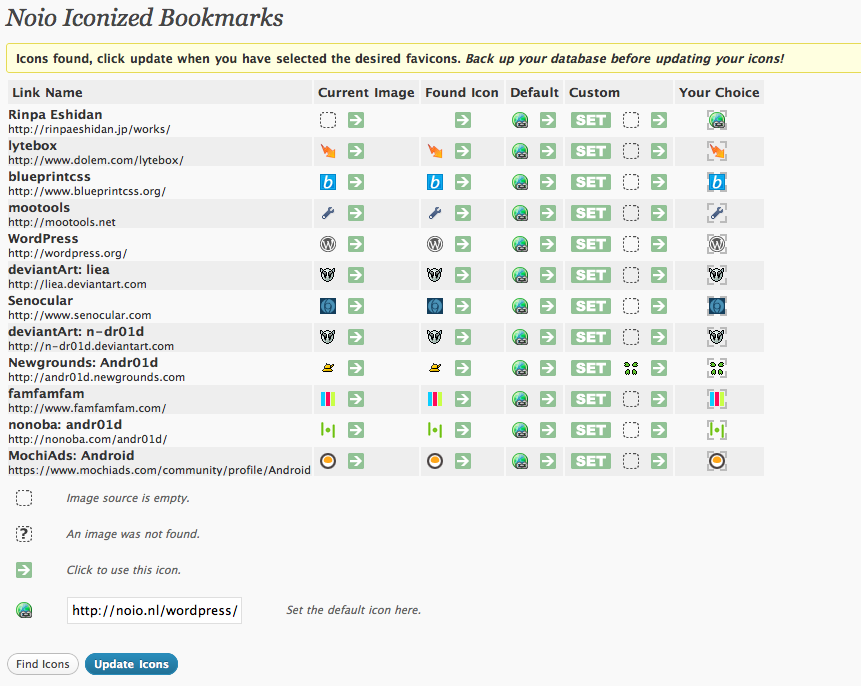 Noio Iconized Bookmarks
Icons found, click update when you have selected the desired favicons. Back up your database before updating your icons!
Link Name Current Image Found Icon Default Custom Your Choice
Rinpa Eshidan
http://rinpaeshidan.jp/works/
SET
lytebox
http://www.dolem.com/lytebox/
SET
blueprintcss
http://www.blueprintcss.org/
b b SET b
mootools
http://mootools.net
SET
WordPress
http://wordpress.org/
W W SET W
deviantArt: liea
http://liea.deviantart.com
SET
Senocular
http://www.senocular.com
SET
deviantArt: n-dr01d
http://n-dr01d.deviantart.com
SET
Newgrounds: Andr01d
http://andr01d.newgrounds.com
SET
famfamfam
http://www.famfamfam.com/
SET
nonoba: andr01d
http://nonoba.com/andr01d/
SET
MochiAds: Android
https://www.mochiads.com/community/profile/Android
SET
Image source is empty.
? An image was not found.
Click to use this icon.
http://noio.nl/wordpress/ Set the default icon here.
Find Icons Update Icons